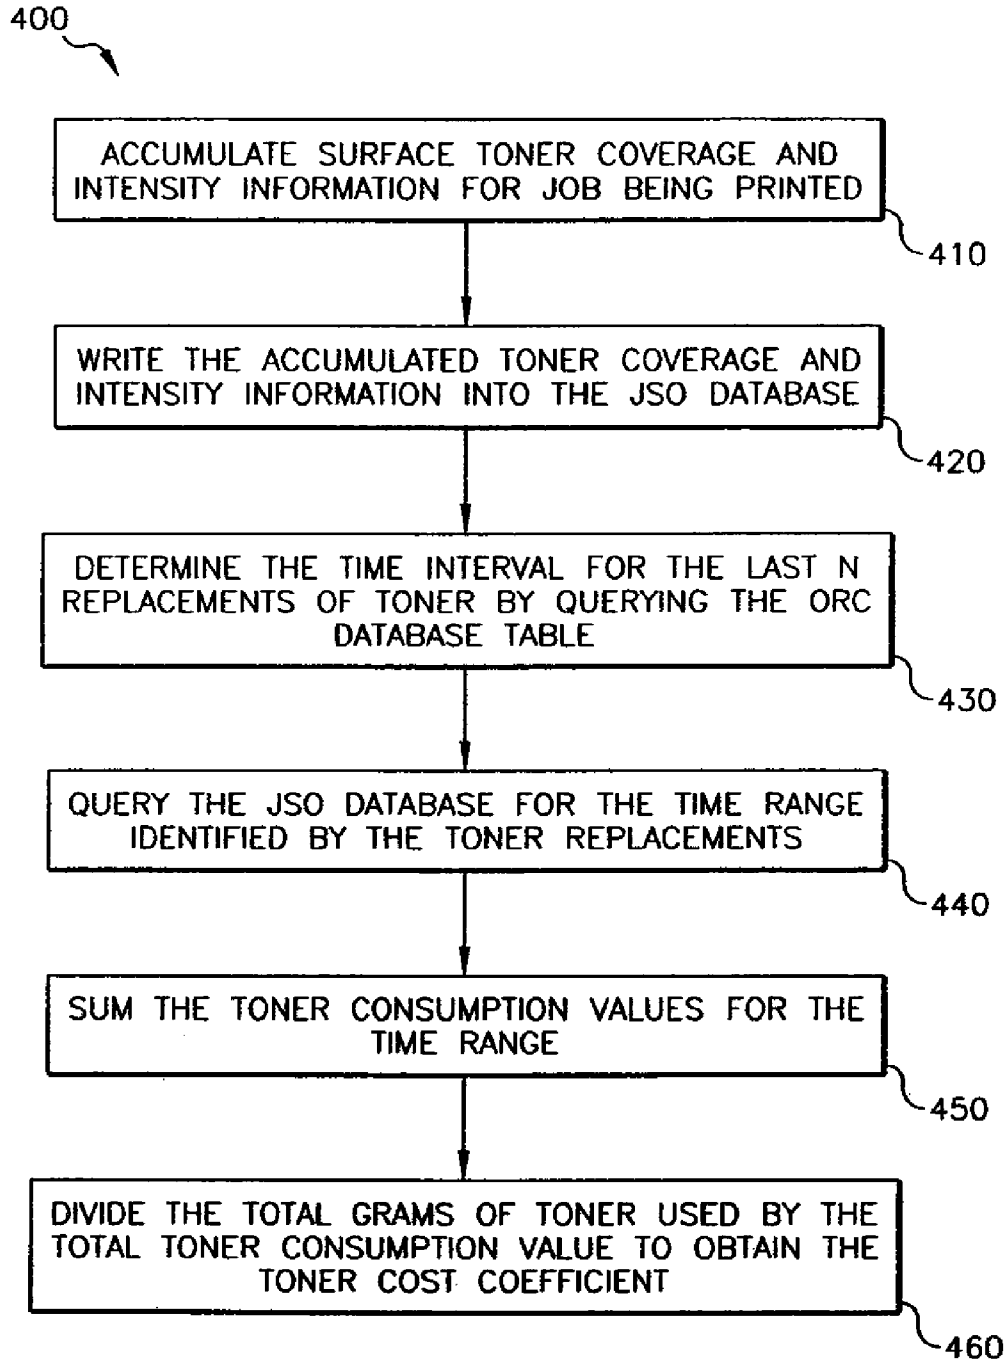 400
ACCUMULATE SURFACE TONER COVERAGE AND
INTENSITY INFORMATION FOR JOB BEING PRINTED
410
WRITE THE ACCUMULATED TONER COVERAGE AND
INTENSITY INFORMATION INTO THE JSO DATABASE
420
DETERMINE THE TIME INTERVAL FOR THE LAST N
REPLACEMENTS OF TONER BY QUERYING THE ORC
DATABASE TABLE
430
QUERY THE JSO DATABASE FOR THE TIME RANGE
IDENTIFIED BY THE TONER REPLACEMENTS
440
SUM THE TONER CONSUMPTION VALUES FOR THE
TIME RANGE
450
DIVIDE THE TOTAL GRAMS OF TONER USED BY THE
TOTAL TONER CONSUMPTION VALUE TO OBTAIN THE
TONER COST COEFFICIENT
460